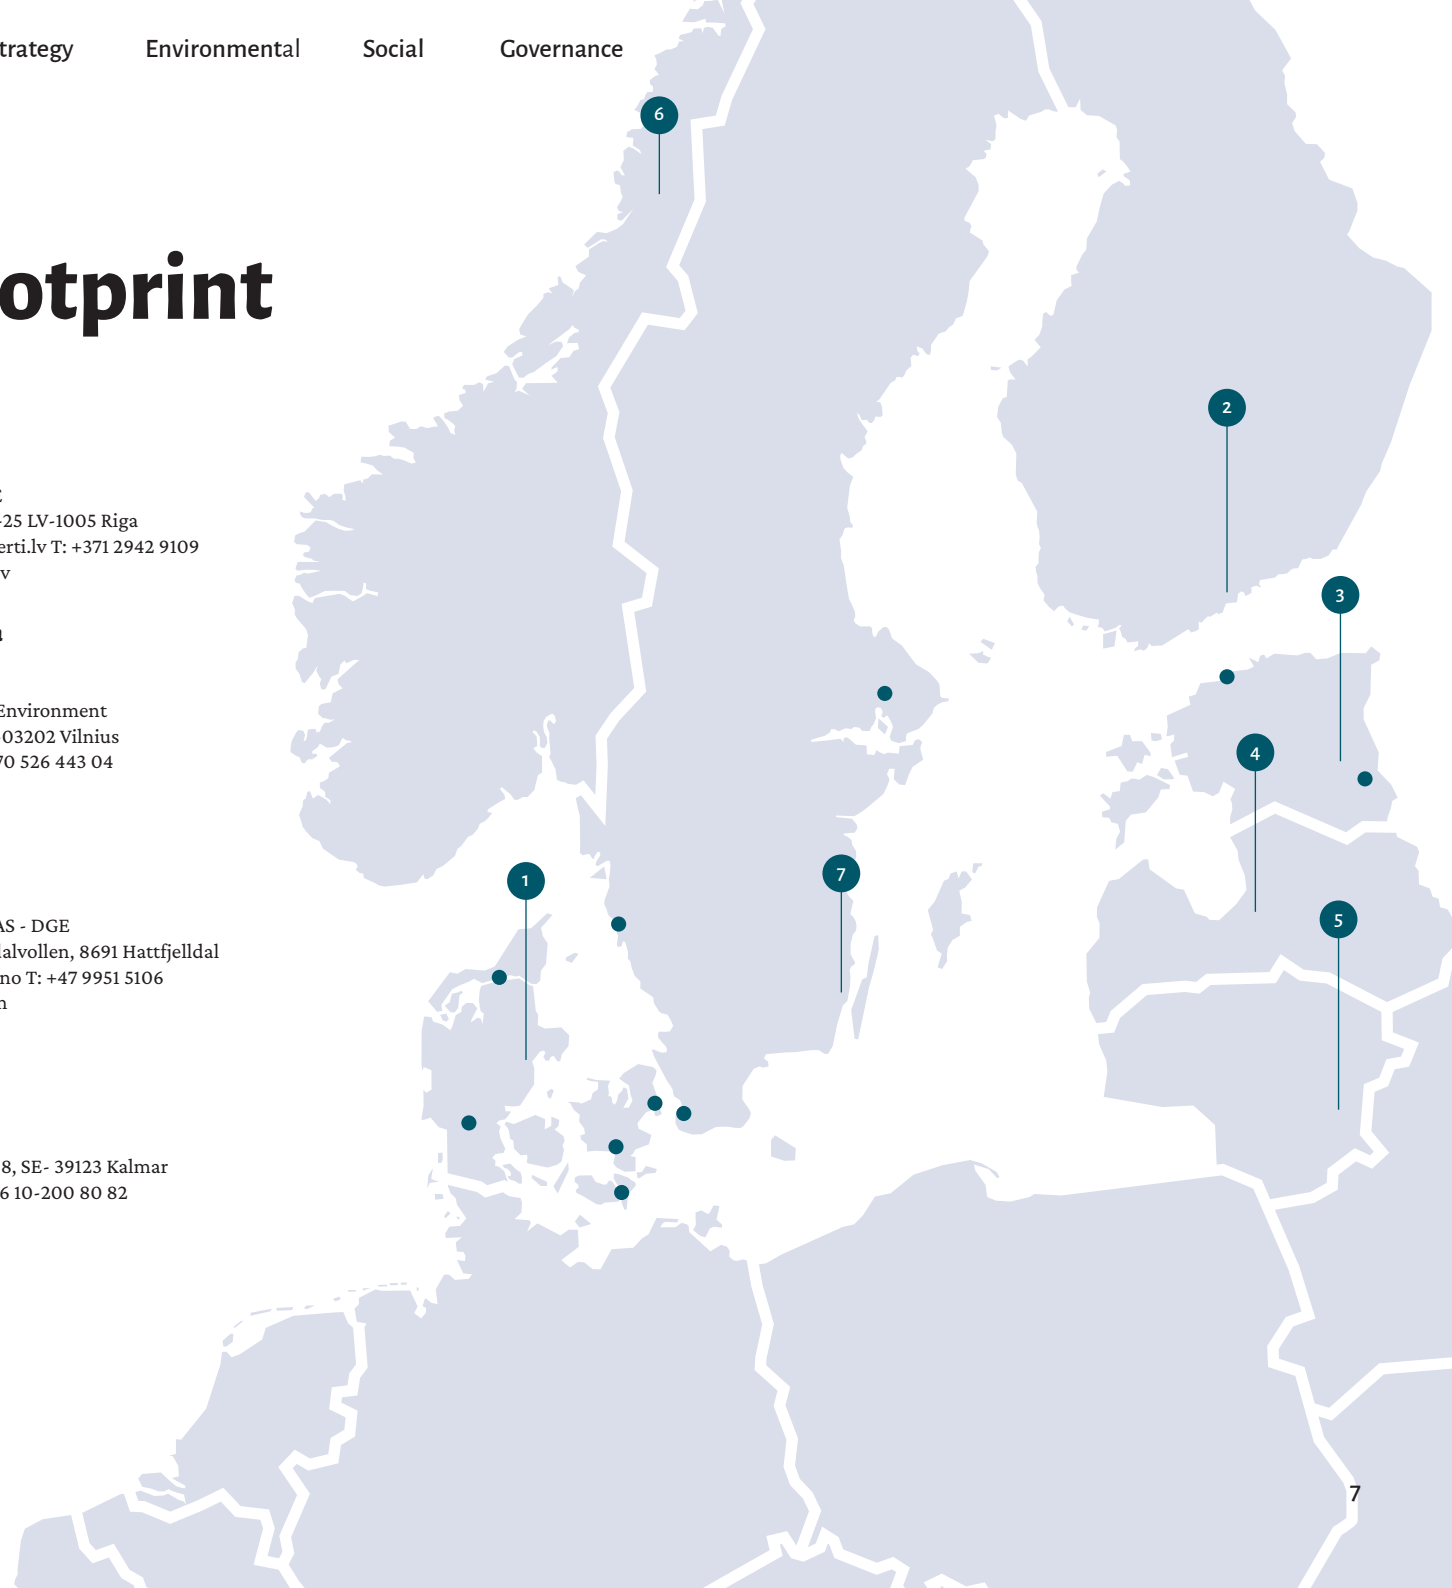 trategy Environmental Social Governance
otprint
-25 LV-1005 Riga
erti.lv T: +371 2942 9109
v
a
Environment
-03202 Vilnius
70 526 443 04
AS - DGE
dalvollen, 8691 Hattfjelldal
no T: +47 9951 5106
m
8, SE- 39123 Kalmar
6 10-200 80 82
6
2
3
4
7
1
5
7